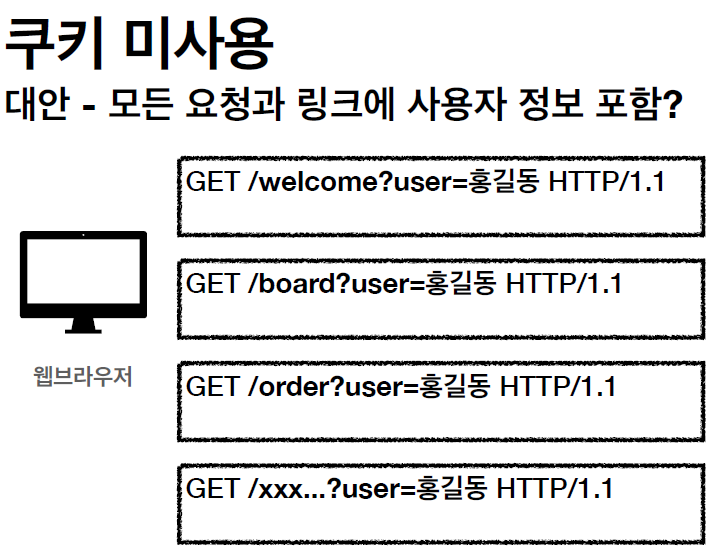 쿠키 미사용
대안 - 모든 요청과 링크에 사용자 정보 포함?
GET /welcome?user=홍길동 HTTP/1.1
GET /board?user=홍길동 HTTP/1.1
GET /order?user=홍길동 HTTP/1.1
GET /xxx...?user=홍길동 HTTP/1.1
웹브라우저